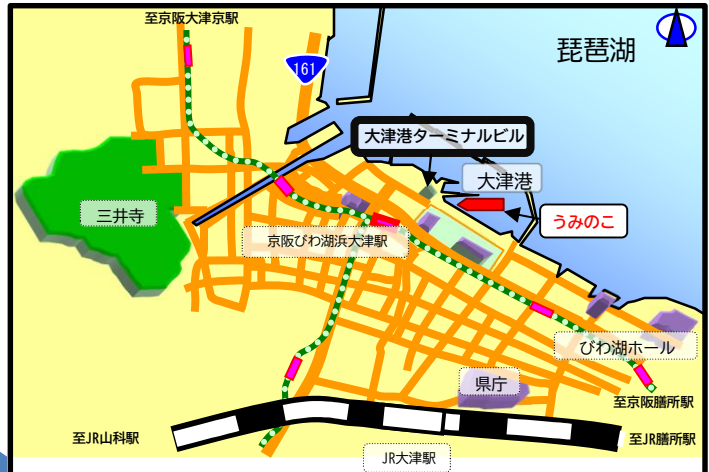 至京阪大津京駅
161
琵琶湖
大津港ターミナルビル
大津港
三井寺
うみのこ
京阪びわ湖浜大津駅
びわ湖ホール
県庁
至京阪膳所駅
至JR山科駅
至JR膳所駅
JR大津駅